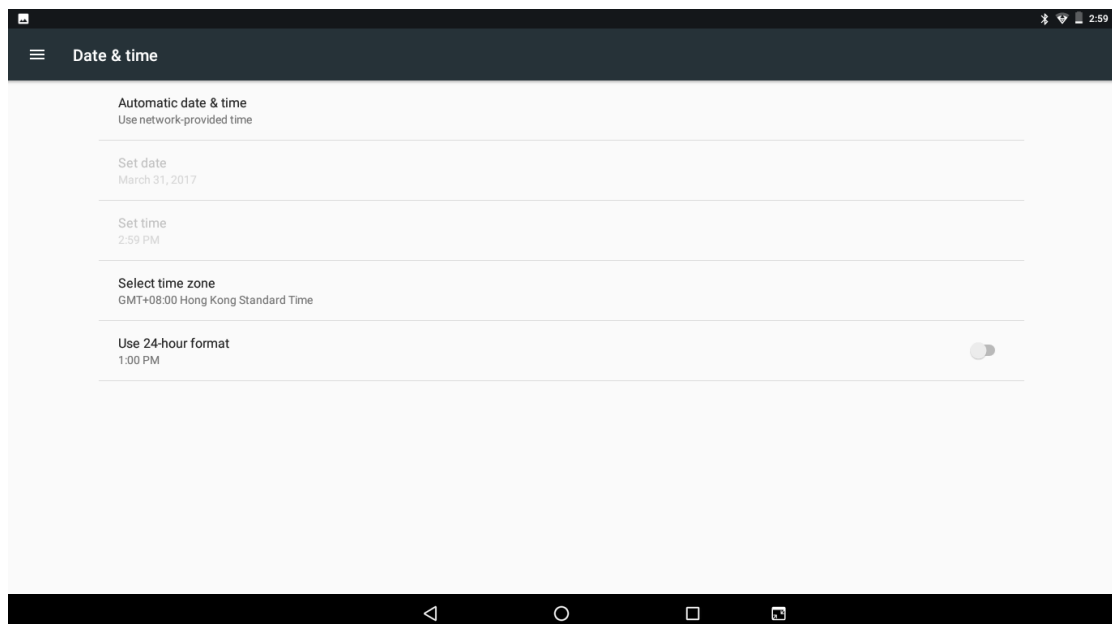 2:59
Date & time
Automatic date & time
Use network-provided time
Set date
March 31, 2017
Set time
2:59 PM
Select time zone
GMT+08:00 Hong Kong Standard Time
Use 24-hour format
1:00 PM